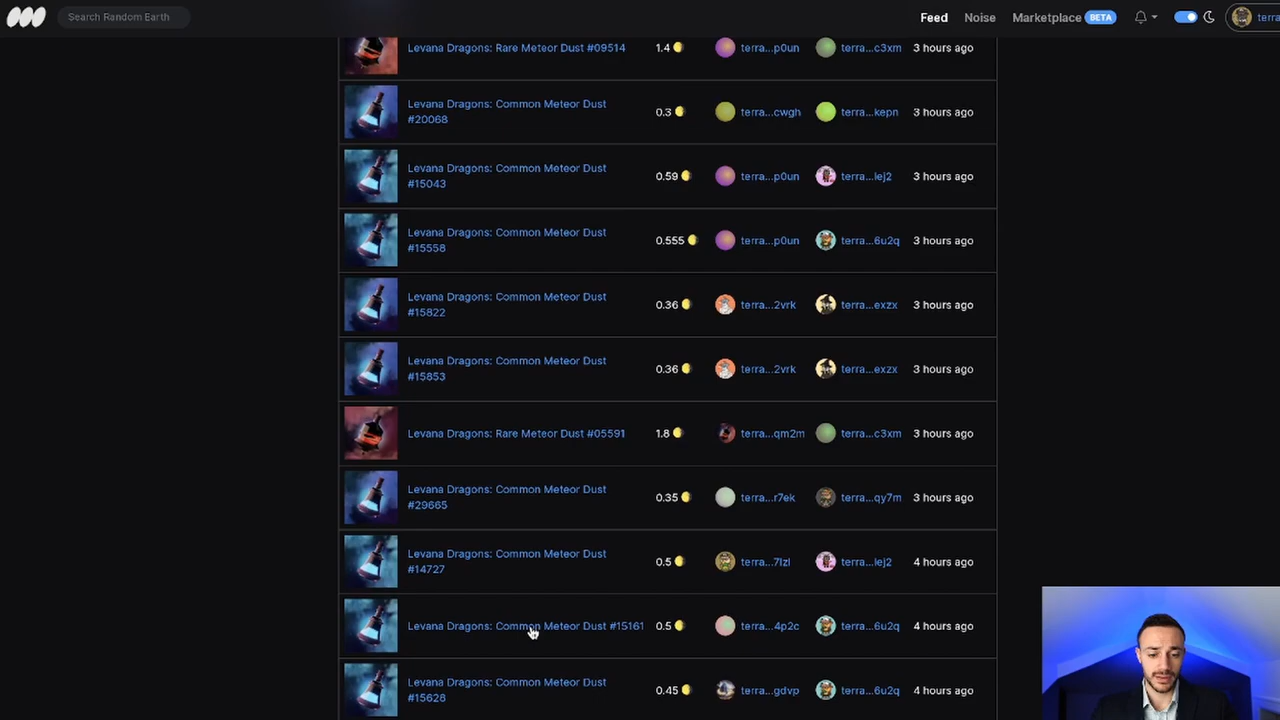 Search Random Earth
Feed
Noise
Marketplace BETA
terra
Levana Dragons: Rare Meteor Dust #09514
1.4
terra...p0un
terra...c3xm
3 hours ago
Levana Dragons: Common Meteor Dust
#20068
0.3
terra...cwgh
terra...kepn
3 hours ago
Levana Dragons: Common Meteor Dust
#15043
0.59
terra...p0un
terra...lej2
3 hours ago
Levana Dragons: Common Meteor Dust
#15558
0.555
terra...p0un
terra...6u2q
3 hours ago
Levana Dragons: Common Meteor Dust
#15822
0.36
terra...2vrk
terra...exzx
3 hours ago
Levana Dragons: Common Meteor Dust
#15853
0.36
terra...2vrk
terra...exzx
3 hours ago
Levana Dragons: Rare Meteor Dust #05591
1.8
terra...qm2m
terra...c3xm
3 hours ago
Levana Dragons: Common Meteor Dust
#29665
0.35
terra...r7ek
terra...qy7m
3 hours ago
Levana Dragons: Common Meteor Dust
#14727
0.5
terra...7lzl
terra...lej2
4 hours ago
Levana Dragons: Common Meteor Dust #15161
0.5
terra...4p2c
terra...6u2q
4 hours ago
Levana Dragons: Common Meteor Dust
#15628
0.45
terra...gdvp
terra...6u2q
4 hours ago